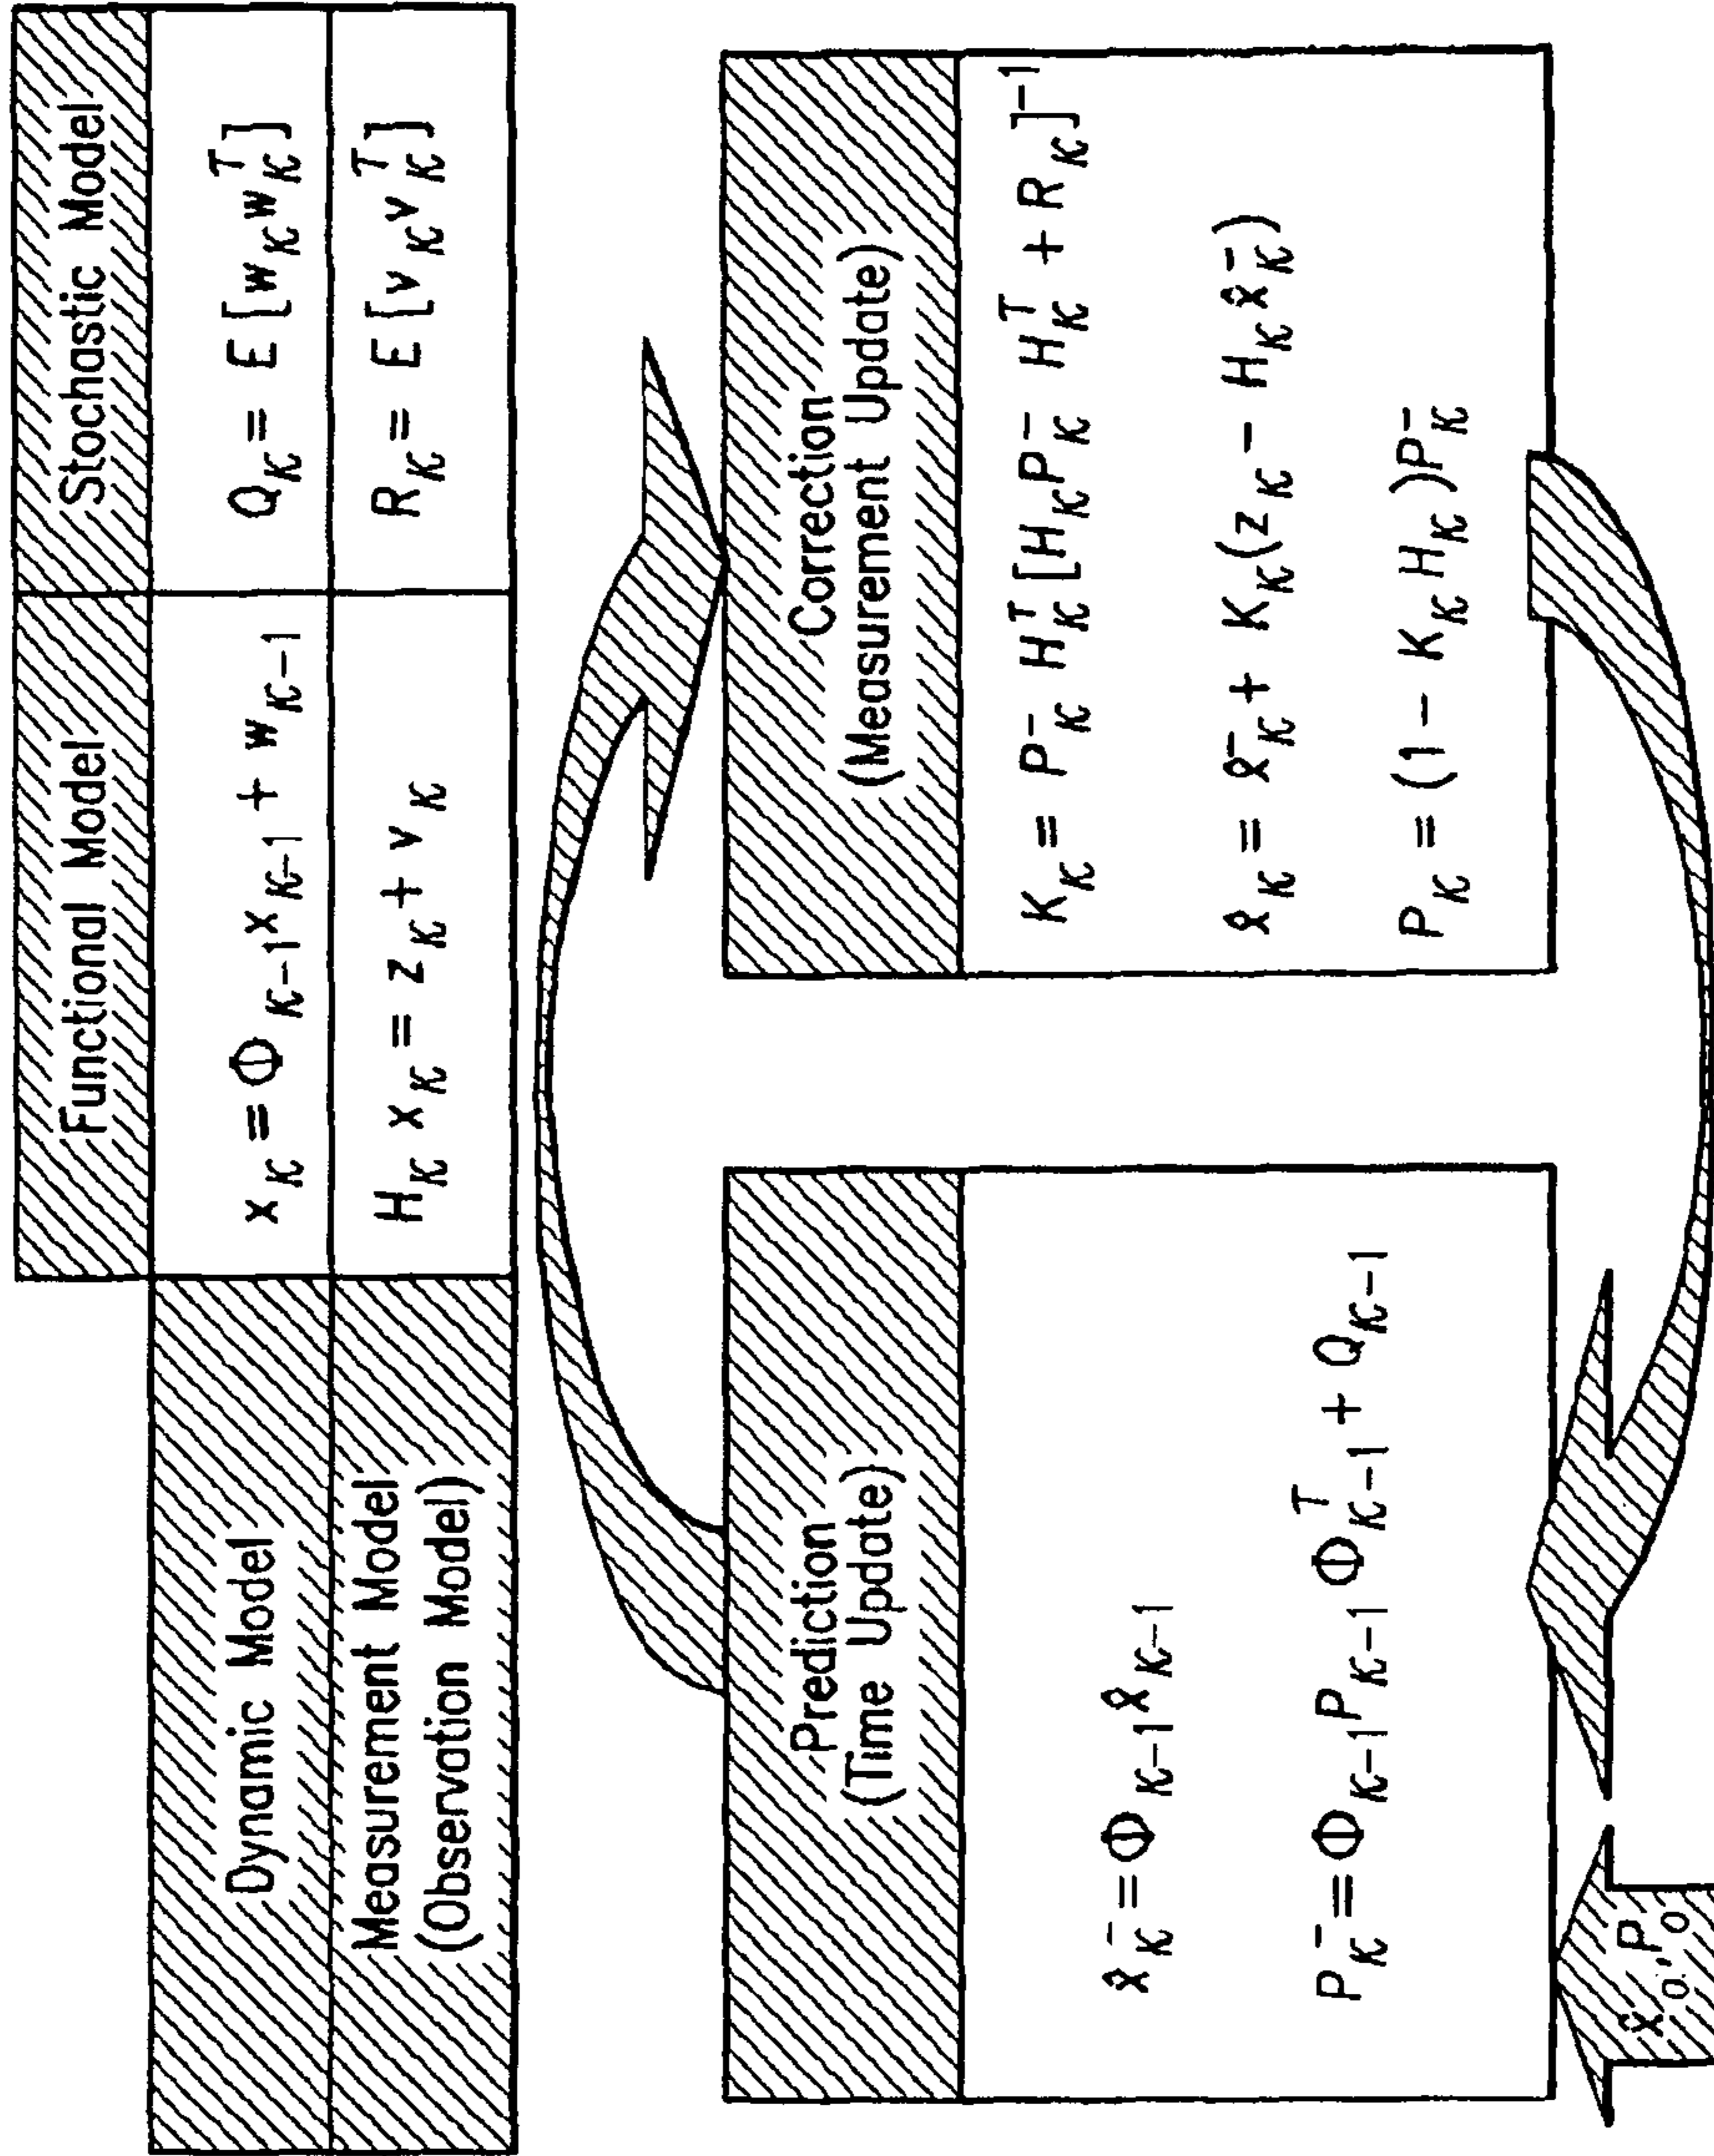 Functional Model
Stochastic Model
Dynamic Model
x_K = Φ_{K-1} x_{K-1} + w_{K-1}
Q_K = E [w_K w_K^T]
Measurement Model
(Observation Model)
H_K x_K = z_K + v_K
R_K = E [v_K v_K^T]
Prediction
(Time Update)
x̂_K^- = Φ_{K-1} x̂_{K-1}
P_K^- = Φ_{K-1} P_{K-1} Φ_{K-1}^T + Q_{K-1}
Correction
(Measurement Update)
K_K = P_K^- H_K^T [H_K P_K^- H_K^T + R_K]^{-1}
x̂_K = x̂_K^- + K_K (z_K - H_K x̂_K^-)
P_K = (1 - K_K H_K) P_K^-
x̂_0, P_0